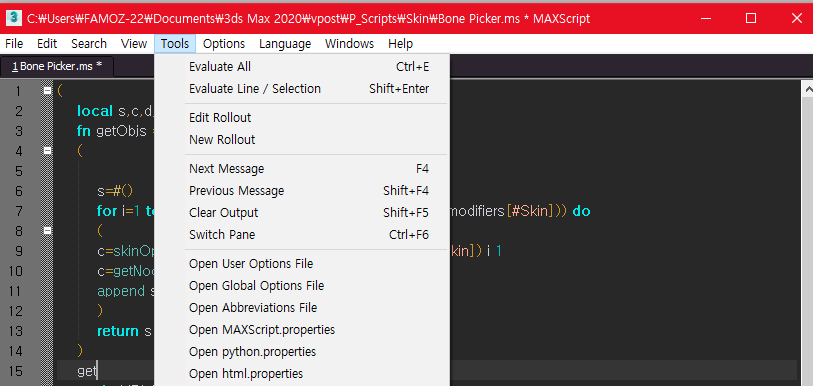 3 C:₩Users₩FAMOZ-22₩Documents₩3ds Max 2020₩vpost₩P_Scripts₩Skin₩Bone Picker.ms * MAXScript
File Edit Search View Tools Options Language Windows Help
1 Bone Picker.ms *
Evaluate All Ctrl+E
Evaluate Line / Selection Shift+Enter
Edit Rollout
New Rollout
Next Message F4
Previous Message Shift+F4
Clear Output Shift+F5
Switch Pane Ctrl+F6
Open User Options File
Open Global Options File
Open Abbreviations File
Open MAXScript.properties
Open python.properties
Open html.properties
1 (
2 local s,c,d
3 fn getObjs =
4 (
5
6 s=#()
7 for i=1 modifiers[#Skin])) do
8 (
9 ]) i 1
10
11 append s
12 )
13 return s
14 )
15 get